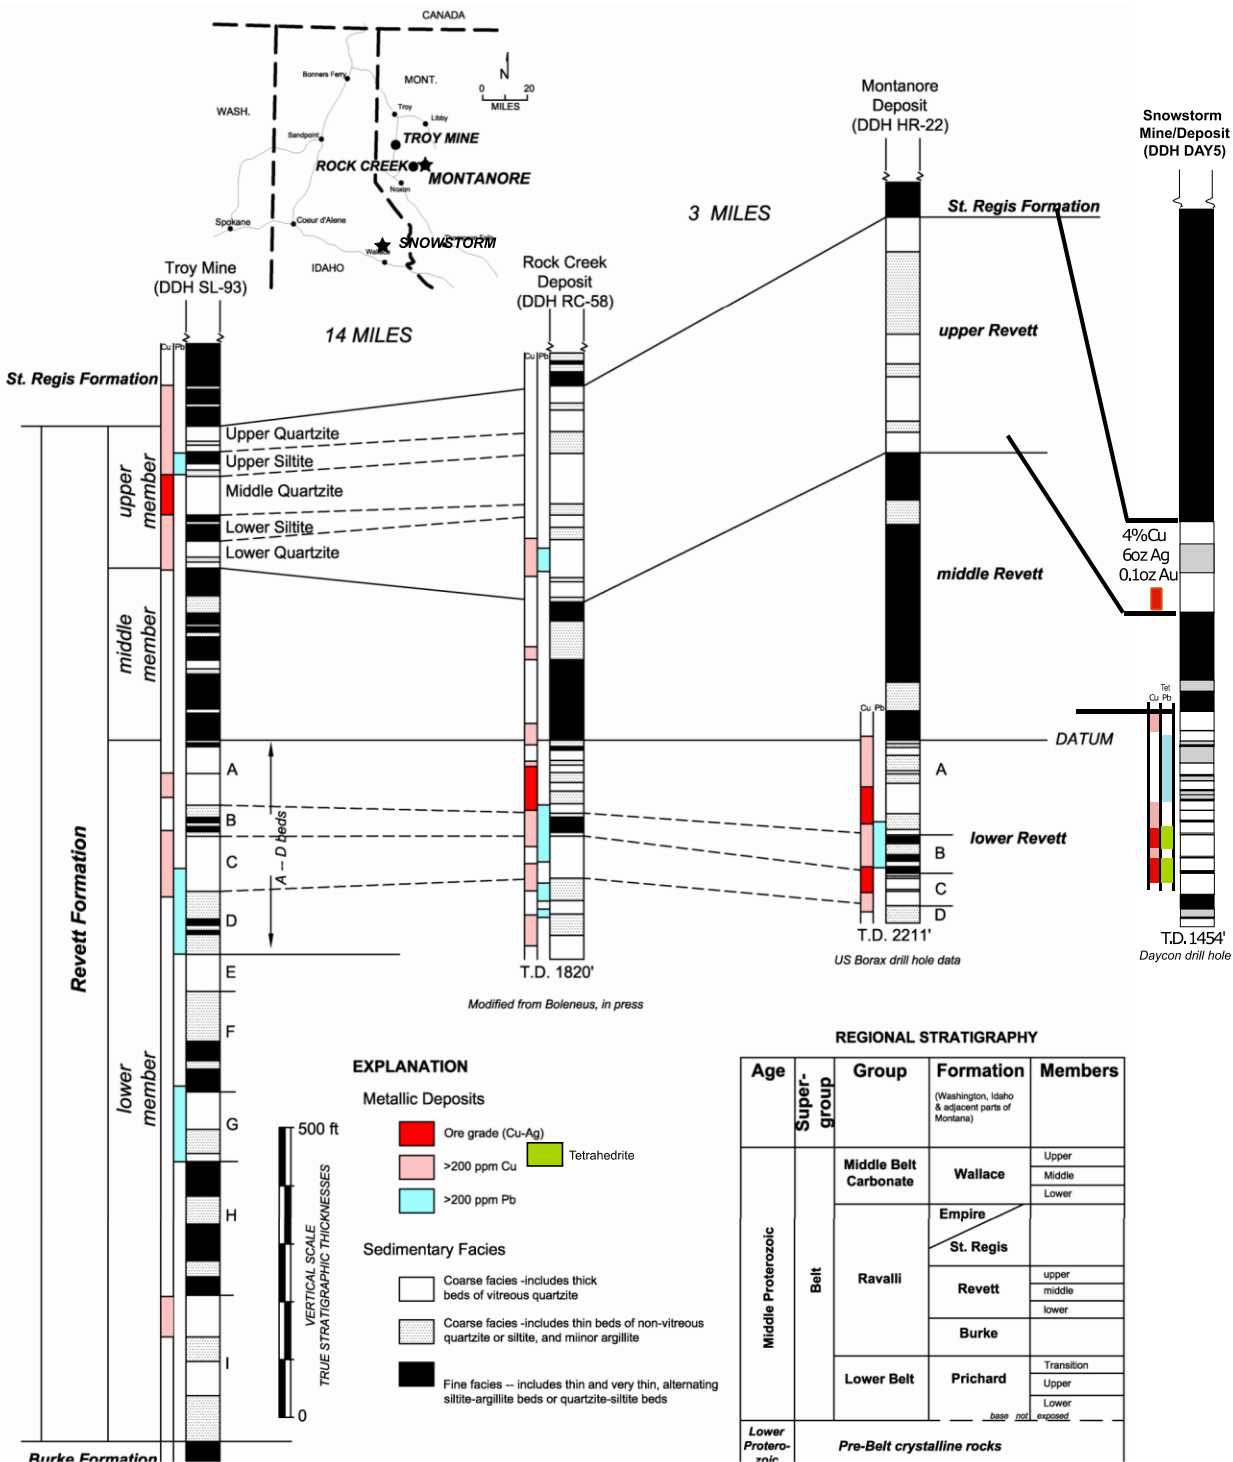 CANADA
Bonners Ferry
MONT.
N
0 20
MILES
WASH.
Troy
Libby
Sandpoint
TROY MINE
ROCK CREEK
MONTANORE
Noxon
Spokane
Coeur d'Alene
SNOWSTORM
IDAHO
Montanore
Deposit
(DDH HR-22)
Snowstorm
Mine/Deposit
(DDH DAY5)
Troy Mine
(DDH SL-93)
Rock Creek
Deposit
(DDH RC-58)
14 MILES
3 MILES
Cu Pb
Cu Pb
St. Regis Formation
St. Regis Formation
Upper Quartzite
Upper Siltite
Middle Quartzite
Lower Siltite
Lower Quartzite
upper
member
upper Revett
4%Cu
6oz Ag
0.1oz Au
middle
member
middle Revett
Cu Pb
Tet
Cu Pb
DATUM
A
B
C
D
E
F
G
H
I
A -- D beds
A
B
C
D
lower Revett
Revett Formation
lower
member
T.D. 1820'
Modified from Boleneus, in press
T.D. 2211'
US Borax drill hole data
T.D. 1454'
Daycon drill hole
Burke Formation
500 ft
0
VERTICAL SCALE
TRUE STRATIGRAPHIC THICKNESSES
EXPLANATION
Metallic Deposits
Ore grade (Cu-Ag)
>200 ppm Cu
>200 ppm Pb
Tetrahedrite
Sedimentary Facies
Coarse facies -includes thick
beds of vitreous quartzite
Coarse facies -includes thin beds of non-vitreous
quartzite or siltite, and miinor argillite
Fine facies -- includes thin and very thin, alternating
siltite-argillite beds or quartzite-siltite beds
REGIONAL STRATIGRAPHY
Age
Super-
group
Group
Formation
(Washington, Idaho
& adjacent parts of
Montana)
Members
Middle Proterozoic
Belt
Middle Belt
Carbonate
Wallace
Upper
Middle
Lower
Ravalli
Empire
St. Regis
Revett
upper
middle
lower
Burke
Lower Belt
Prichard
Transition
Upper
Lower
base not exposed
Lower
Protero-
zoic
Pre-Belt crystalline rocks